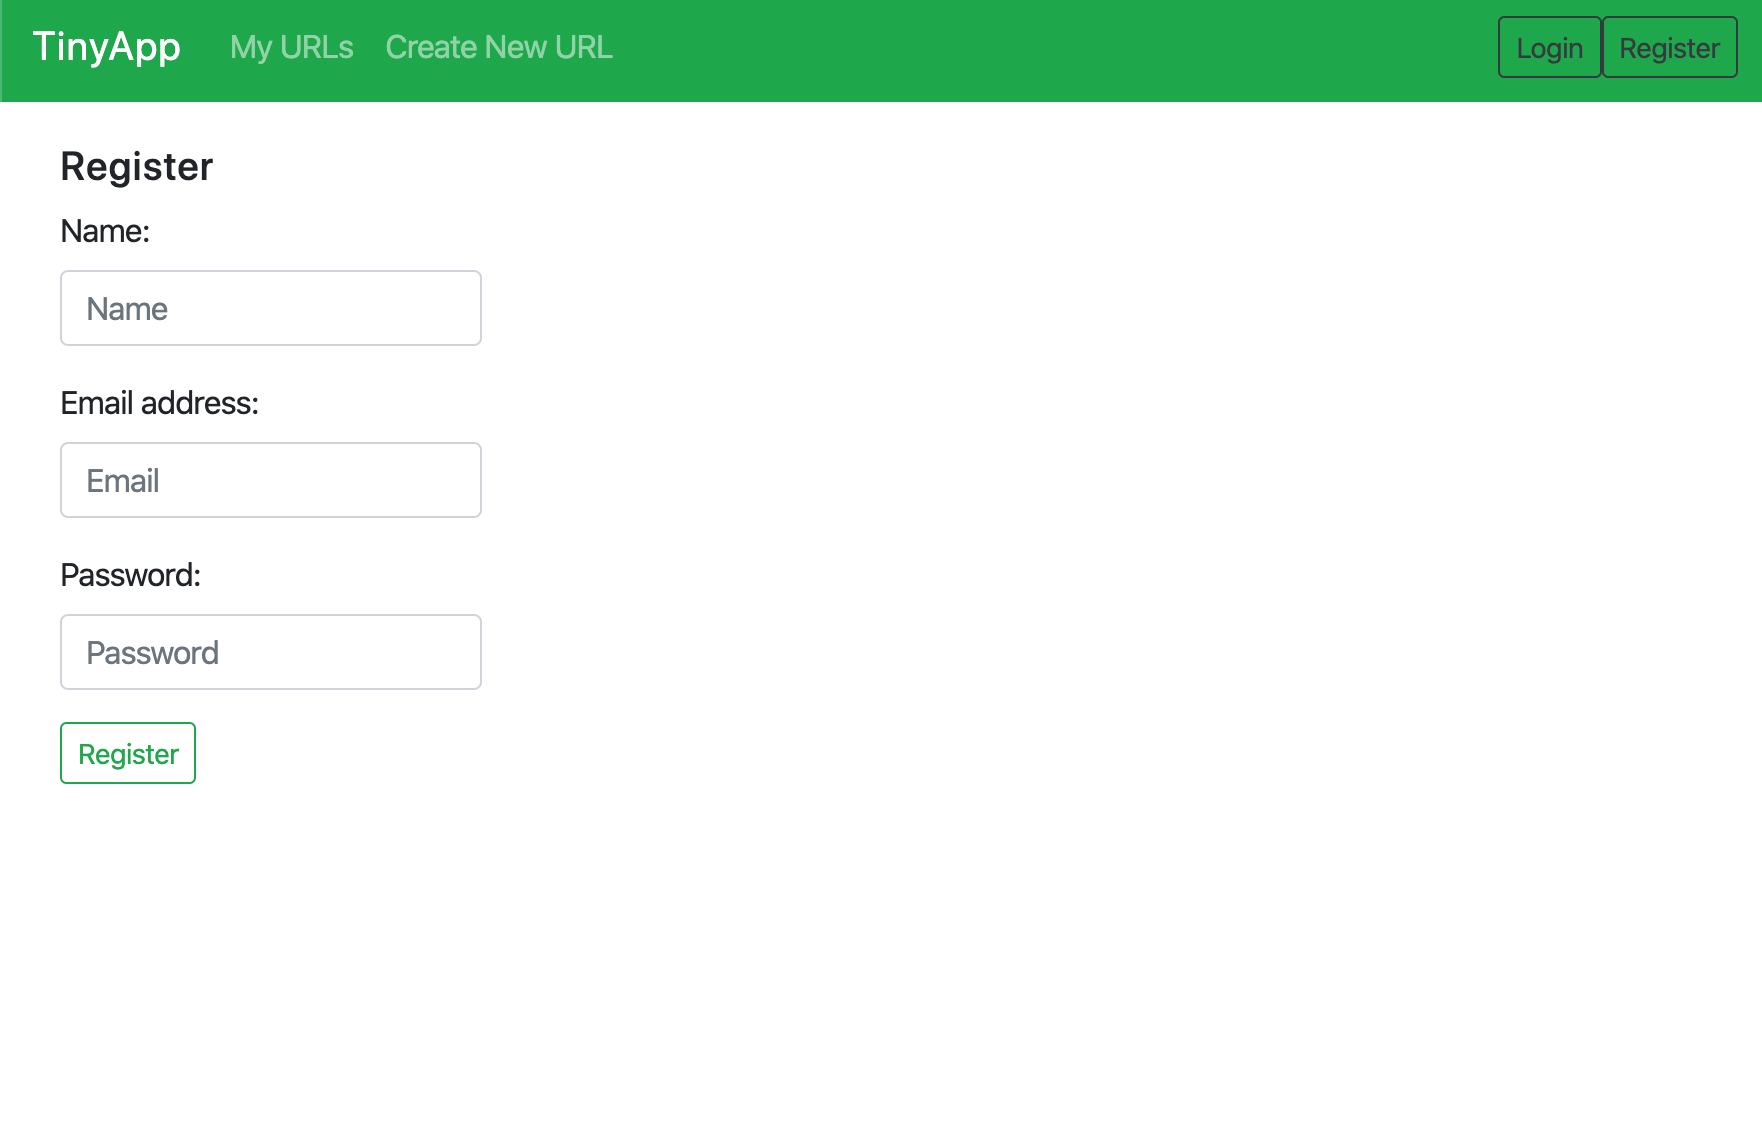 TinyApp My URLs Create New URL Login Register
Register
Name:
Name
Email address:
Email
Password:
Password
Register